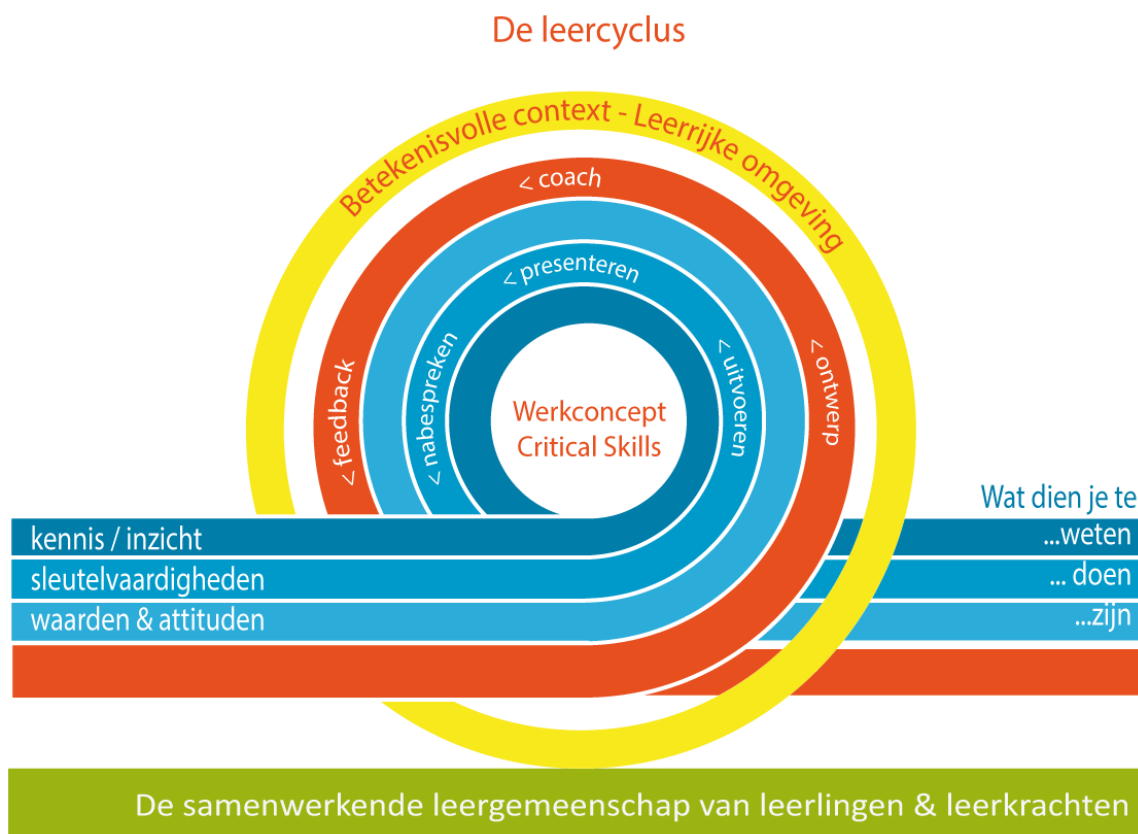 De leercyclus
Betekenisvolle context - Leerrijke omgeving
< coach
< presenteren
< uitvoeren
< ontwerp
< nabespreken
< feedback
Werkconcept
Critical Skills
Wat dien je te
kennis / inzicht
...weten
sleutelvaardigheden
... doen
waarden & attituden
...zijn
De samenwerkende leergemeenschap van leerlingen & leerkrachten